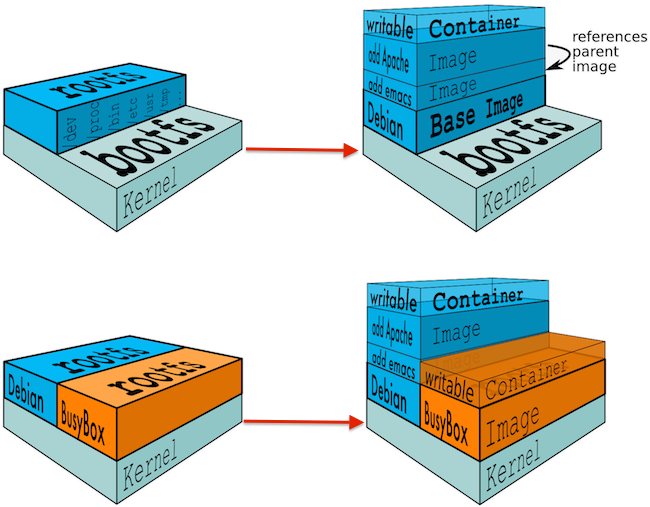 rootfs
/dev
/proc
/bin
/etc
/usr
/tmp
...
bootfs
Kernel
writable Container
add Apache Image
add emacs Image
Debian Base Image
references
parent
image
bootfs
Kernel
rootfs
rootfs
Debian
BusyBox
Kernel
writable Container
add Apache Image
add emacs Image
writable Container
Debian
BusyBox Image
Kernel